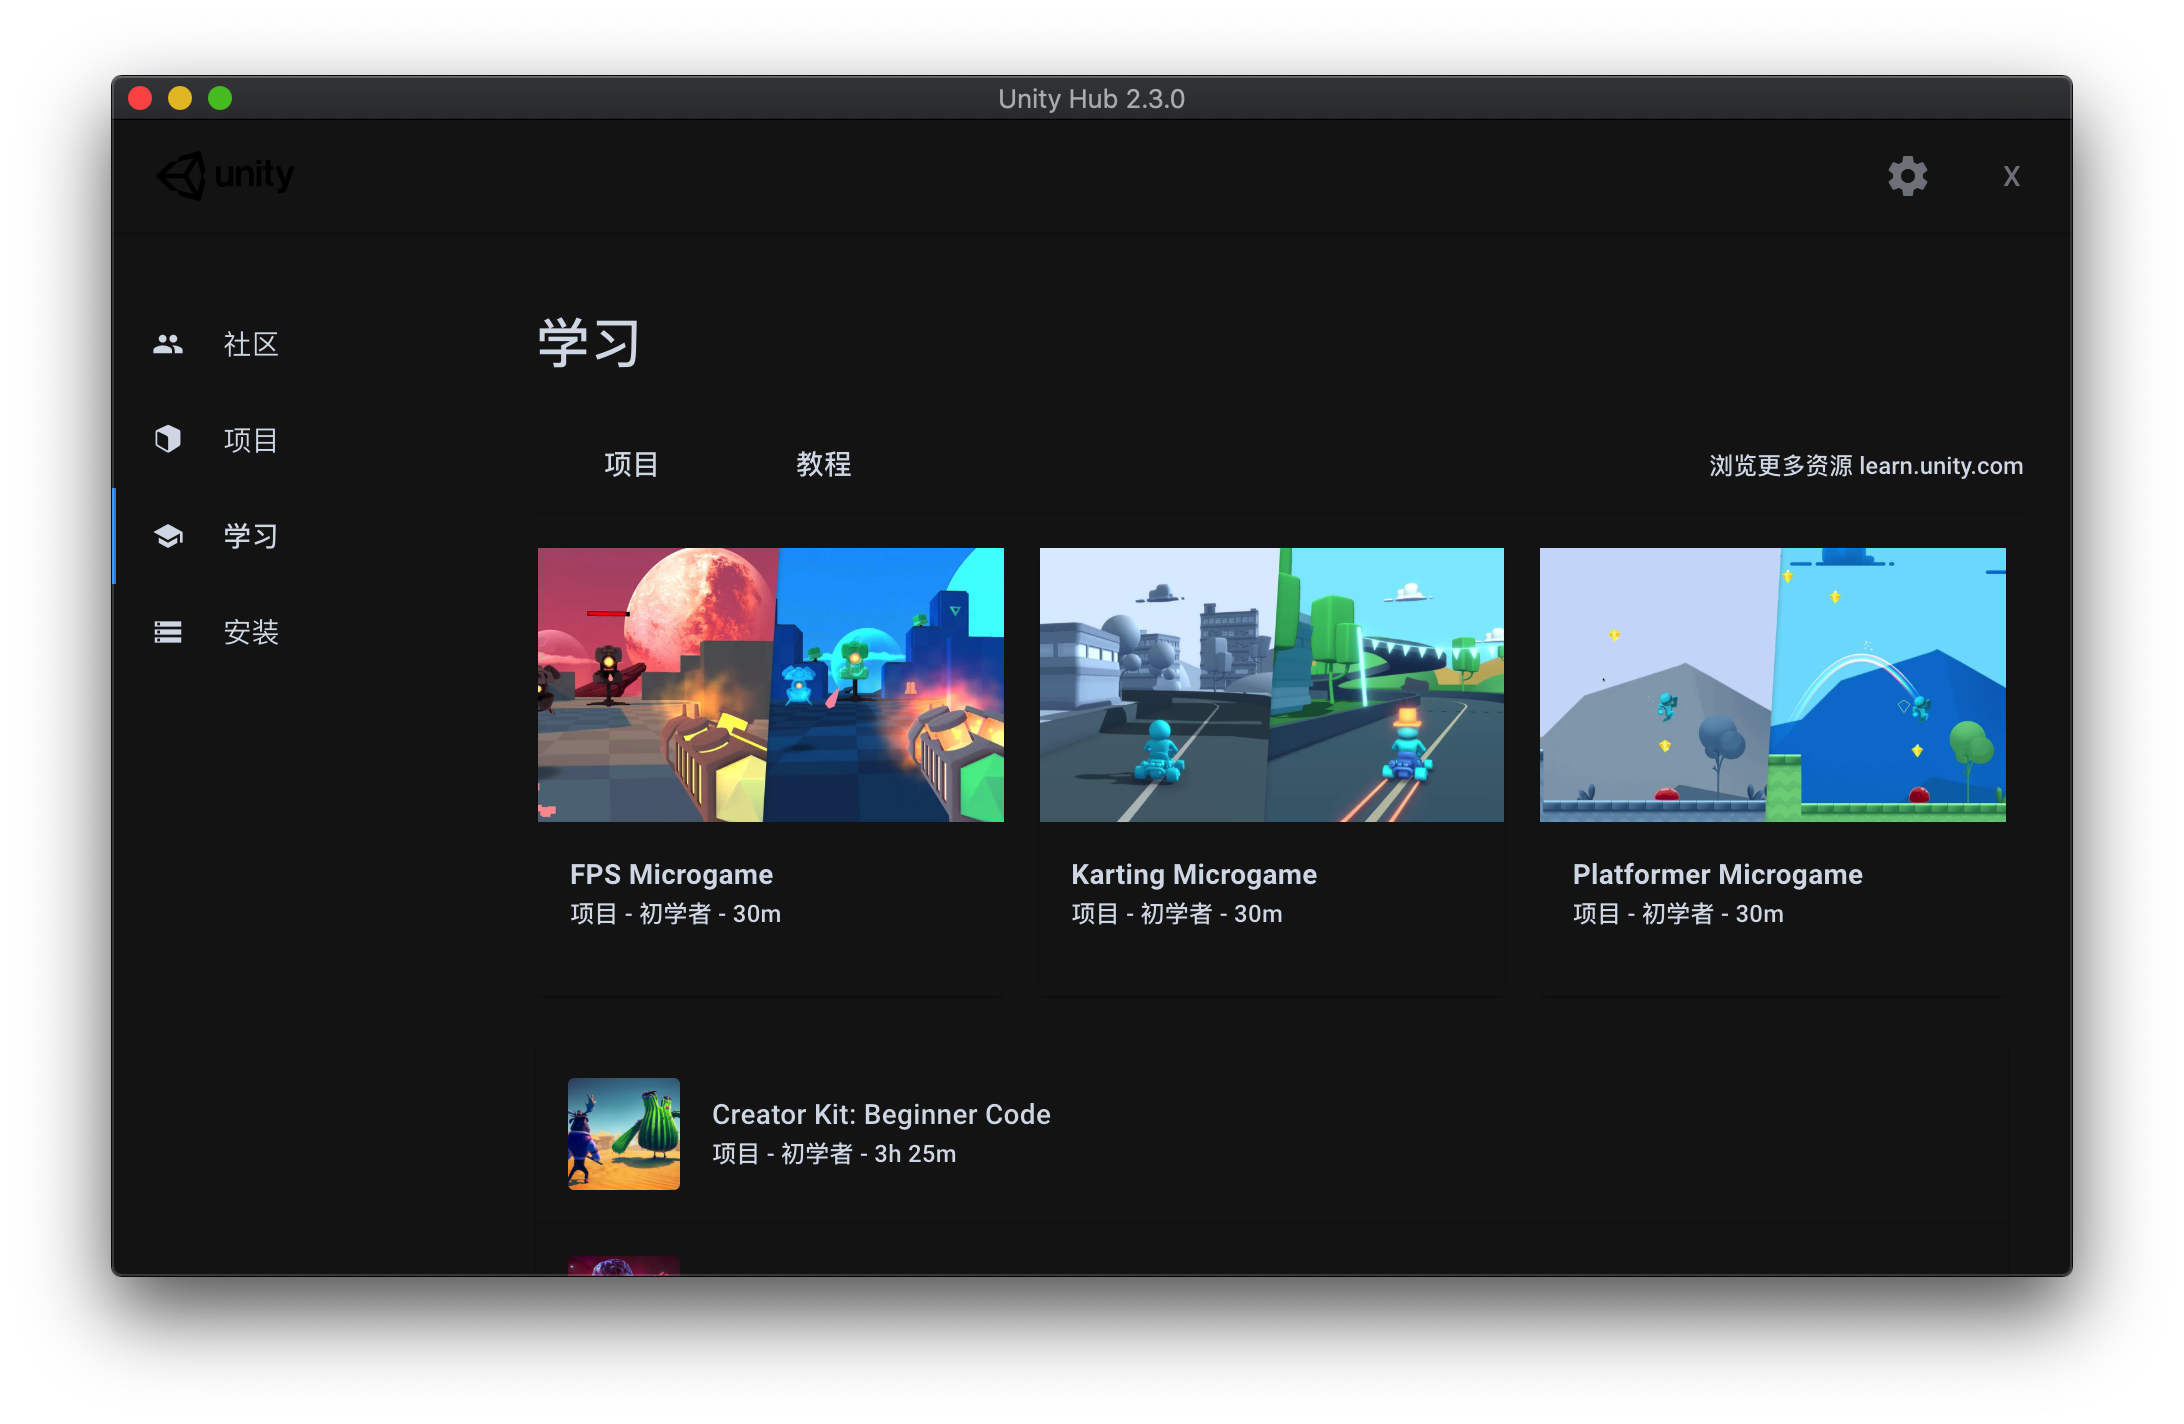 Unity Hub 2.3.0
unity
X
社区
项目
学习
安装
学习
项目 教程 浏览更多资源 learn.unity.com
FPS Microgame
项目 - 初学者 - 30m
Karting Microgame
项目 - 初学者 - 30m
Platformer Microgame
项目 - 初学者 - 30m
Creator Kit: Beginner Code
项目 - 初学者 - 3h 25m